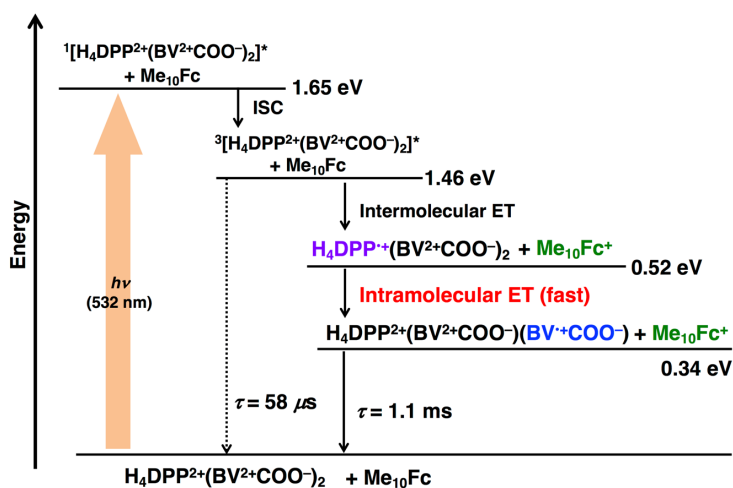 Energy
¹[H₄DPP²⁺(BV²⁺COO⁻)₂]*
+ Me₁₀Fc
1.65 eV
ISC
³[H₄DPP²⁺(BV²⁺COO⁻)₂]*
+ Me₁₀Fc
1.46 eV
Intermolecular ET
H₄DPP•⁺(BV²⁺COO⁻)₂ + Me₁₀Fc⁺
0.52 eV
hν
(532 nm)
Intramolecular ET (fast)
H₄DPP²⁺(BV²⁺COO⁻)(BV•⁺COO⁻) + Me₁₀Fc⁺
0.34 eV
τ = 58 μs
τ = 1.1 ms
H₄DPP²⁺(BV²⁺COO⁻)₂ + Me₁₀Fc